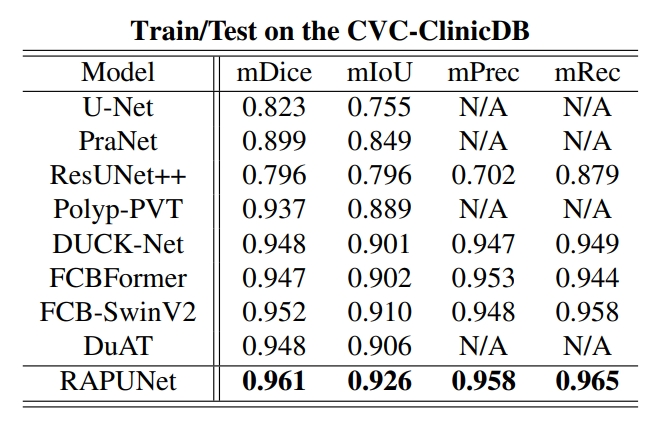 Train/Test on the CVC-ClinicDB
Model mDice mIoU mPrec mRec
U-Net 0.823 0.755 N/A N/A
PraNet 0.899 0.849 N/A N/A
ResUNet++ 0.796 0.796 0.702 0.879
Polyp-PVT 0.937 0.889 N/A N/A
DUCK-Net 0.948 0.901 0.947 0.949
FCBFormer 0.947 0.902 0.953 0.944
FCB-SwinV2 0.952 0.910 0.948 0.958
DuAT 0.948 0.906 N/A N/A
RAPUNet 0.961 0.926 0.958 0.965